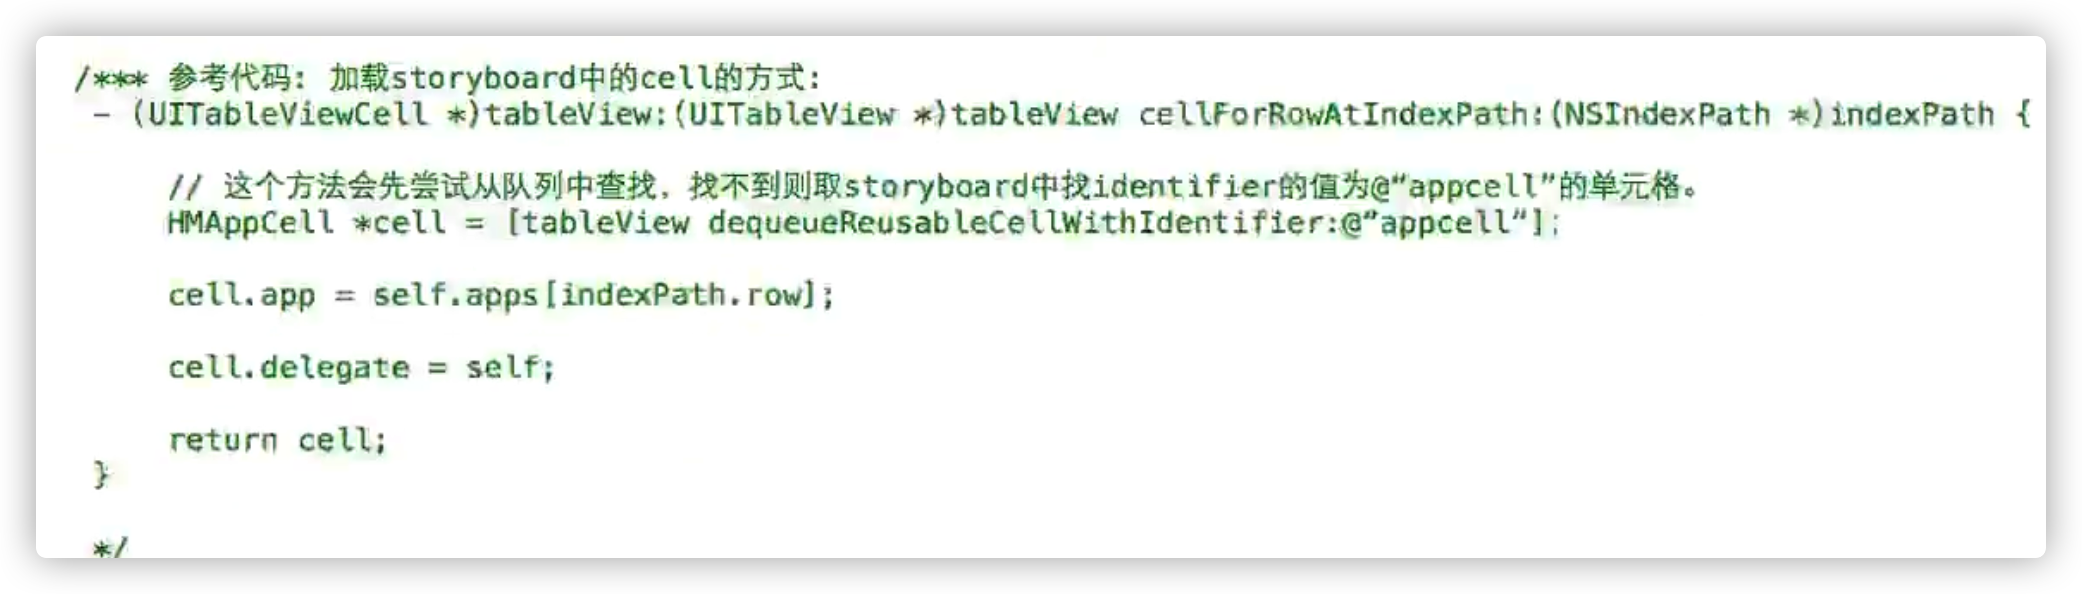 /*** 参考代码: 加载storyboard中的cell的方式:
- (UITableViewCell *)tableView:(UITableView *)tableView cellForRowAtIndexPath:(NSIndexPath *)indexPath {
// 这个方法会先尝试从队列中查找, 找不到则取storyboard中找identifier的值为@“appcell”的单元格。
HMAppCell *cell = [tableView dequeueReusableCellWithIdentifier:@“appcell“];
cell.app = self.apps[indexPath.row];
cell.delegate = self;
return cell;
}
*/